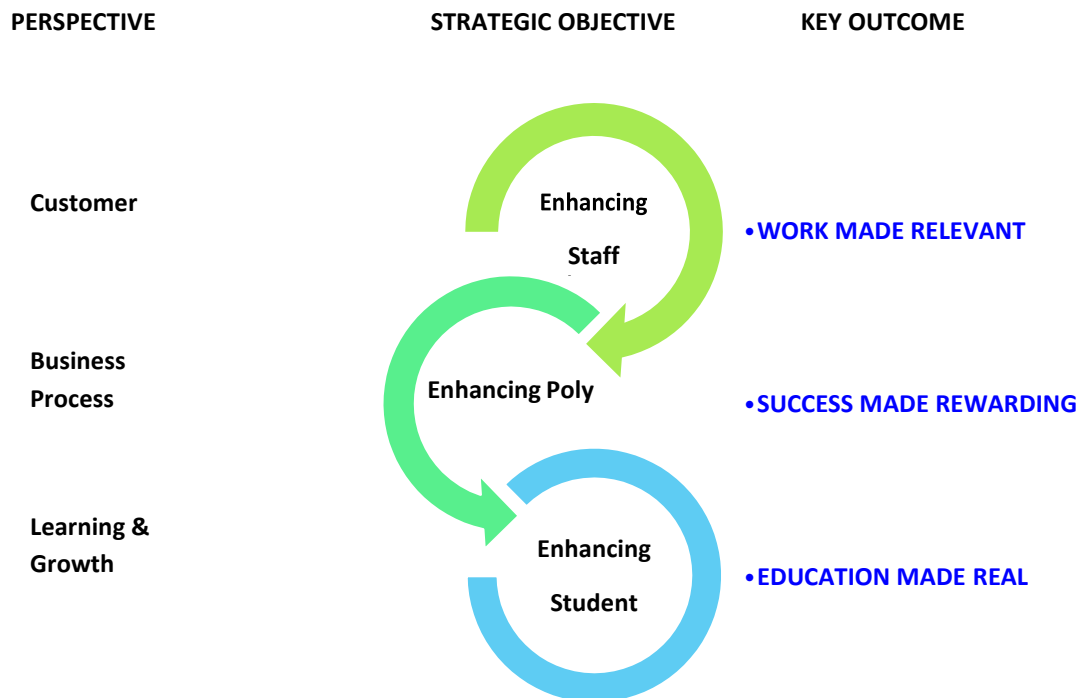 PERSPECTIVE STRATEGIC OBJECTIVE KEY OUTCOME
Customer
Enhancing
Staff
•WORK MADE RELEVANT
Business
Process
Enhancing Poly
•SUCCESS MADE REWARDING
Learning &
Growth
Enhancing
Student
•EDUCATION MADE REAL